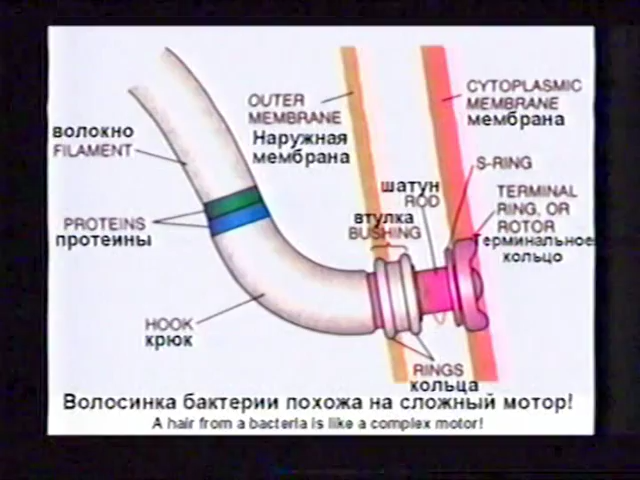 OUTER
MEMBRANE
Наружная
мембрана
CYTOPLASMIC
MEMBRANE
мембрана
волокно
FILAMENT
S-RING
шатун
ROD
TERMINAL
RING, OR
ROTOR
Терминальное
кольцо
втулка
BUSHING
PROTEINS
протеины
HOOK
крюк
RINGS
кольца
Волосинка бактерии похожа на сложный мотор!
A hair from a bacteria is like a complex motor!